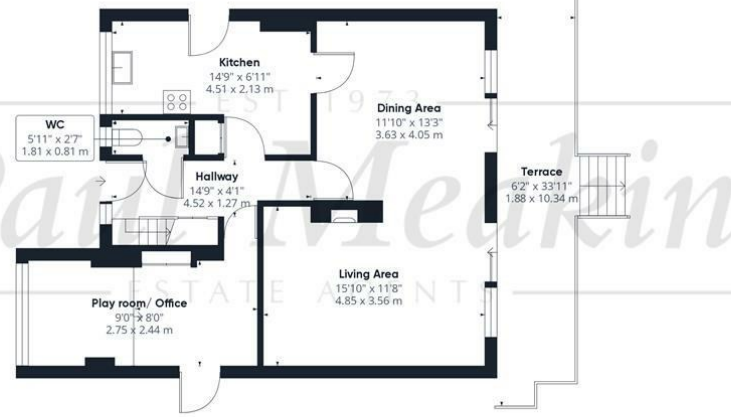 Kitchen
14'9" x 6'11"
4.51 x 2.13 m
EST 1973
Dining Area
11'10" x 13'3"
3.63 x 4.05 m
WC
5'11" x 2'7"
1.81 x 0.81 m
Hallway
14'9" x 4'1"
4.52 x 1.27 m
Terrace
6'2" x 33'11"
1.88 x 10.34 m
Paul Meakin
Living Area
15'10" x 11'8"
4.85 x 3.56 m
ESTATE AGENTS
Play room/ Office
9'0" x 8'0"
2.75 x 2.44 m